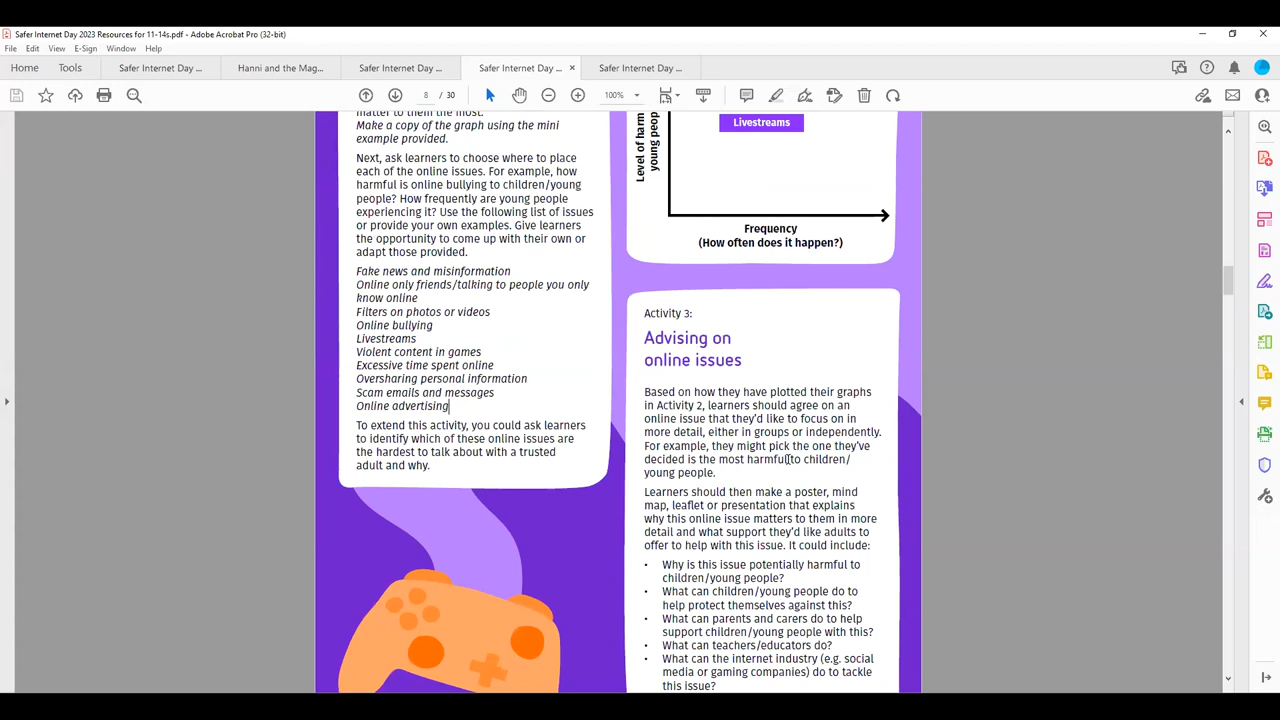 Safer Internet Day 2023 Resources for 11-14s.pdf - Adobe Acrobat Pro (32-bit)
File Edit View E-Sign Window Help
Home Tools Safer Internet Day ... Hanni and the Mag... Safer Internet Day ... Safer Internet Day ... × Safer Internet Day ...
8 / 30 100%
matter to them the most.
Make a copy of the graph using the mini
example provided.
Next, ask learners to choose where to place
each of the online issues. For example, how
harmful is online bullying to children/young
people? How frequently are young people
experiencing it? Use the following list of issues
or provide your own examples. Give learners
the opportunity to come up with their own or
adapt those provided.
Fake news and misinformation
Online only friends/talking to people you only
know online
Filters on photos or videos
Online bullying
Livestreams
Violent content in games
Excessive time spent online
Oversharing personal information
Scam emails and messages
Online advertising
To extend this activity, you could ask learners
to identify which of these online issues are
the hardest to talk about with a trusted
adult and why.
Level of harm
young peop
Livestreams
Frequency
(How often does it happen?)
Activity 3:
Advising on
online issues
Based on how they have plotted their graphs
in Activity 2, learners should agree on an
online issue that they'd like to focus on in
more detail, either in groups or independently.
For example, they might pick the one they've
decided is the most harmful to children/
young people.
Learners should then make a poster, mind
map, leaflet or presentation that explains
why this online issue matters to them in more
detail and what support they'd like adults to
offer to help with this issue. It could include:
• Why is this issue potentially harmful to
children/young people?
• What can children/young people do to
help protect themselves against this?
• What can parents and carers do to help
support children/young people with this?
• What can teachers/educators do?
• What can the internet industry (e.g. social
media or gaming companies) do to tackle
this issue?